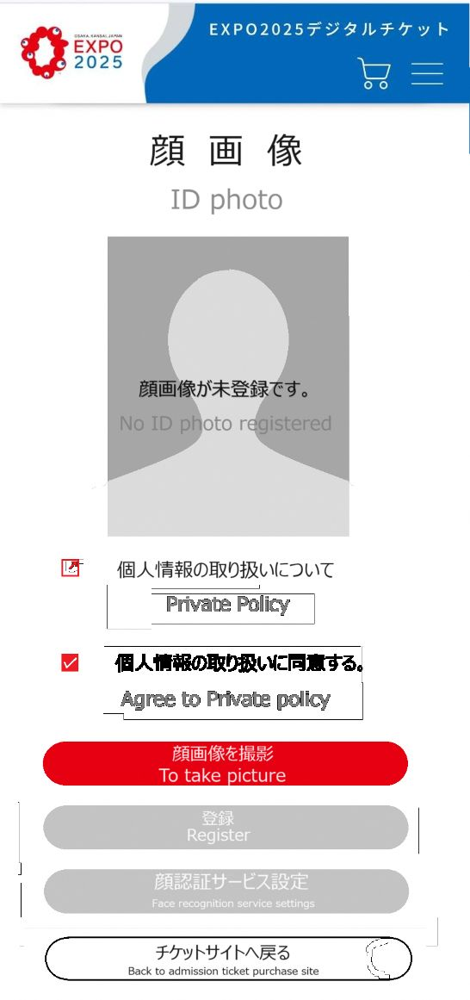 OSAKA, KANSAI, JAPAN
EXPO
2025
EXPO2025デジタルチケット
顔画像
ID photo
顔画像が未登録です。
No ID photo registered
個人情報の取り扱いについて
Private Policy
個人情報の取り扱いに同意する。
Agree to Private policy
顔画像を撮影
To take picture
登録
Register
顔認証サービス設定
Face recognition service settings
チケットサイトへ戻る
Back to admission ticket purchase site